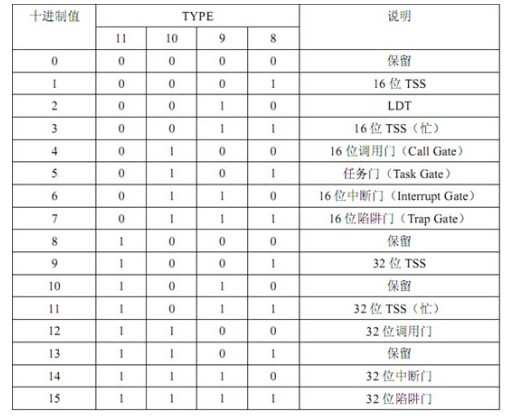 十进制值 TYPE 说明
11 10 9 8
0 0 0 0 0 保留
1 0 0 0 1 16 位 TSS
2 0 0 1 0 LDT
3 0 0 1 1 16 位 TSS（忙）
4 0 1 0 0 16 位调用门（Call Gate）
5 0 1 0 1 任务门（Task Gate）
6 0 1 1 0 16 位中断门（Interrupt Gate）
7 0 1 1 1 16 位陷阱门（Trap Gate）
8 1 0 0 0 保留
9 1 0 0 1 32 位 TSS
10 1 0 1 0 保留
11 1 0 1 1 32 位 TSS（忙）
12 1 1 0 0 32 位调用门
13 1 1 0 1 保留
14 1 1 1 0 32 位中断门
15 1 1 1 1 32 位陷阱门